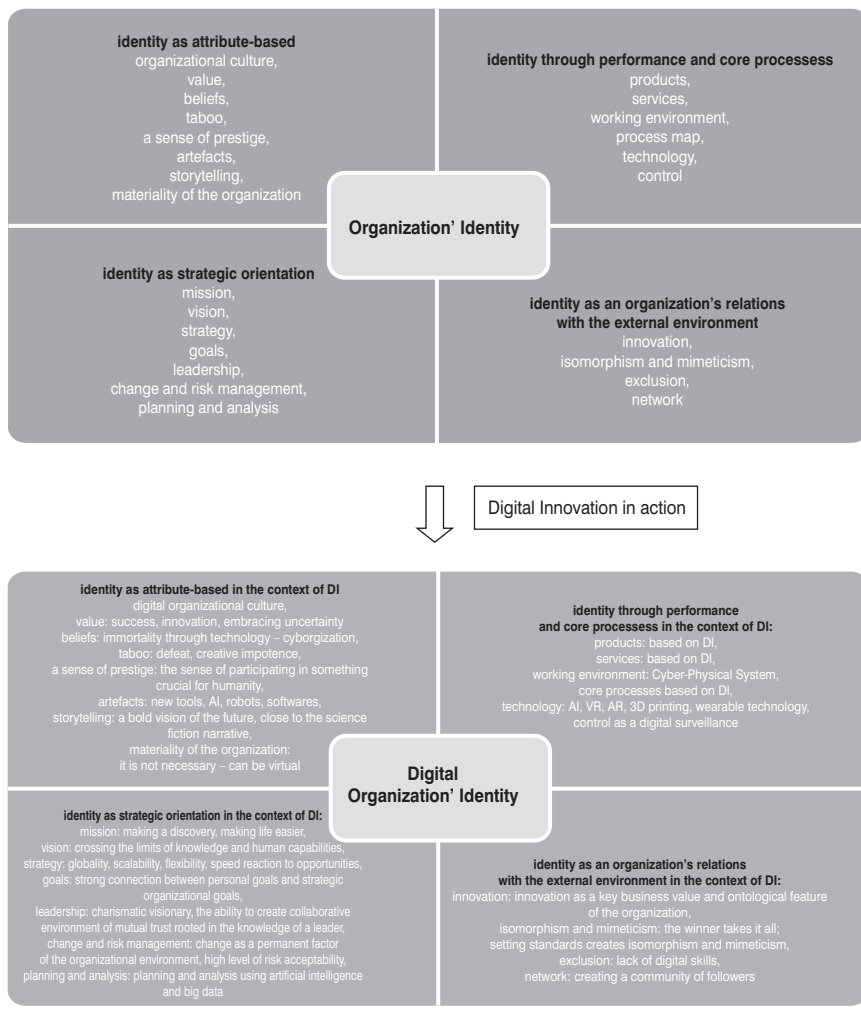 identity as attribute-based
organizational culture,
value,
beliefs,
taboo,
a sense of prestige,
artefacts,
storytelling,
materiality of the organization
identity through performance and core processess
products,
services,
working environment,
process map,
technology,
control
Organization' Identity
identity as strategic orientation
mission,
vision,
strategy,
goals,
leadership,
change and risk management,
planning and analysis
identity as an organization's relations
with the external environment
innovation,
isomorphism and mimeticism,
exclusion,
network
Digital Innovation in action
identity as attribute-based in the context of DI
digital organizational culture,
value: success, innovation, embracing uncertainty
beliefs: immortality through technology – cyborgization,
taboo: defeat, creative impotence,
a sense of prestige: the sense of participating in something
crucial for humanity,
artefacts: new tools, AI, robots, softwares,
storytelling: a bold vision of the future, close to the science
fiction narrative,
materiality of the organization:
it is not necessary – can be virtual
identity through performance
and core processess in the context of DI:
products: based on DI,
services: based on DI,
working environment: Cyber-Physical System,
core processes based on DI,
technology: AI, VR, AR, 3D printing, wearable technology,
control as a digital surveillance
Digital
Organization' Identity
identity as strategic orientation in the context of DI:
mission: making a discovery, making life easier,
vision: crossing the limits of knowledge and human capabilities,
strategy: globality, scalability, flexibility, speed reaction to opportunities,
goals: strong connection between personal goals and strategic
organizational goals,
leadership: charismatic visionary, the ability to create collaborative
environment of mutual trust rooted in the knowledge of a leader,
change and risk management: change as a permanent factor
of the organizational environment, high level of risk acceptability,
planning and analysis: planning and analysis using artificial intelligence
and big data
identity as an organization's relations
with the external environment in the context of DI:
innovation: innovation as a key business value and ontological feature
of the organization,
isomorphism and mimeticism: the winner takes it all;
setting standards creates isomorphism and mimeticism,
exclusion: lack of digital skills,
network: creating a community of followers